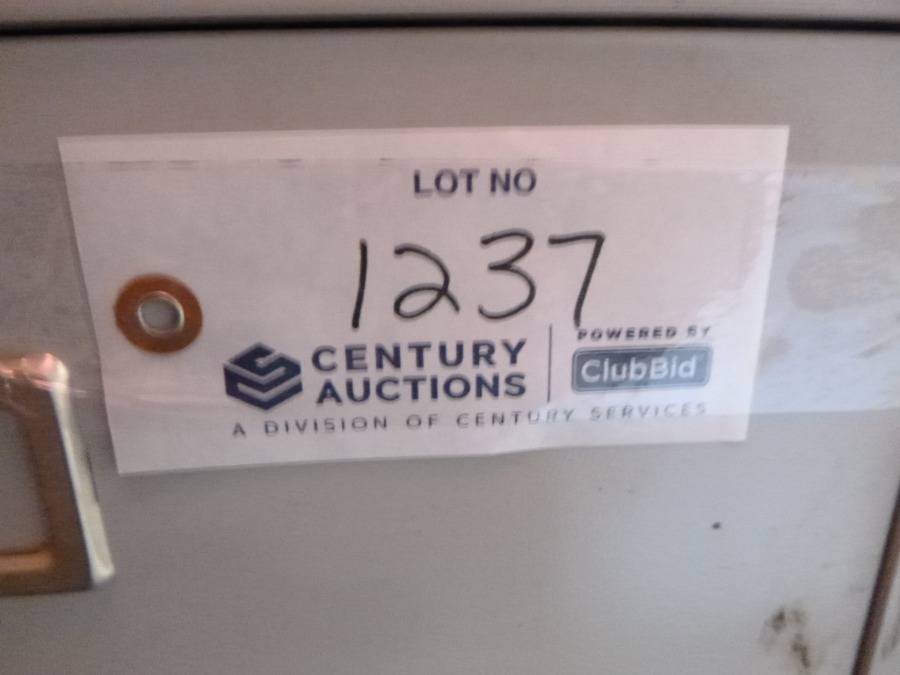 LOT NO
1237
CENTURY
AUCTIONS
POWERED BY
ClubBid
A DIVISION OF CENTURY SERVICES